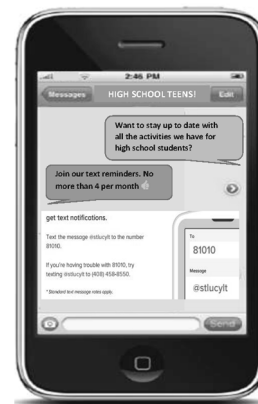 2:46 PM
Messages
HIGH SCHOOL TEENS!
Edit
Want to stay up to date with
all the activities we have for
high school students?
Join our text reminders. No
more than 4 per month 👍
get text notifications.
Text the message @stlucylt to the number
81010.
If you're having trouble with 81010, try
texting @stlucylt to (408) 458-8550.
* Standard text message rates apply.
To
81010
Message
@stlucylt
Send